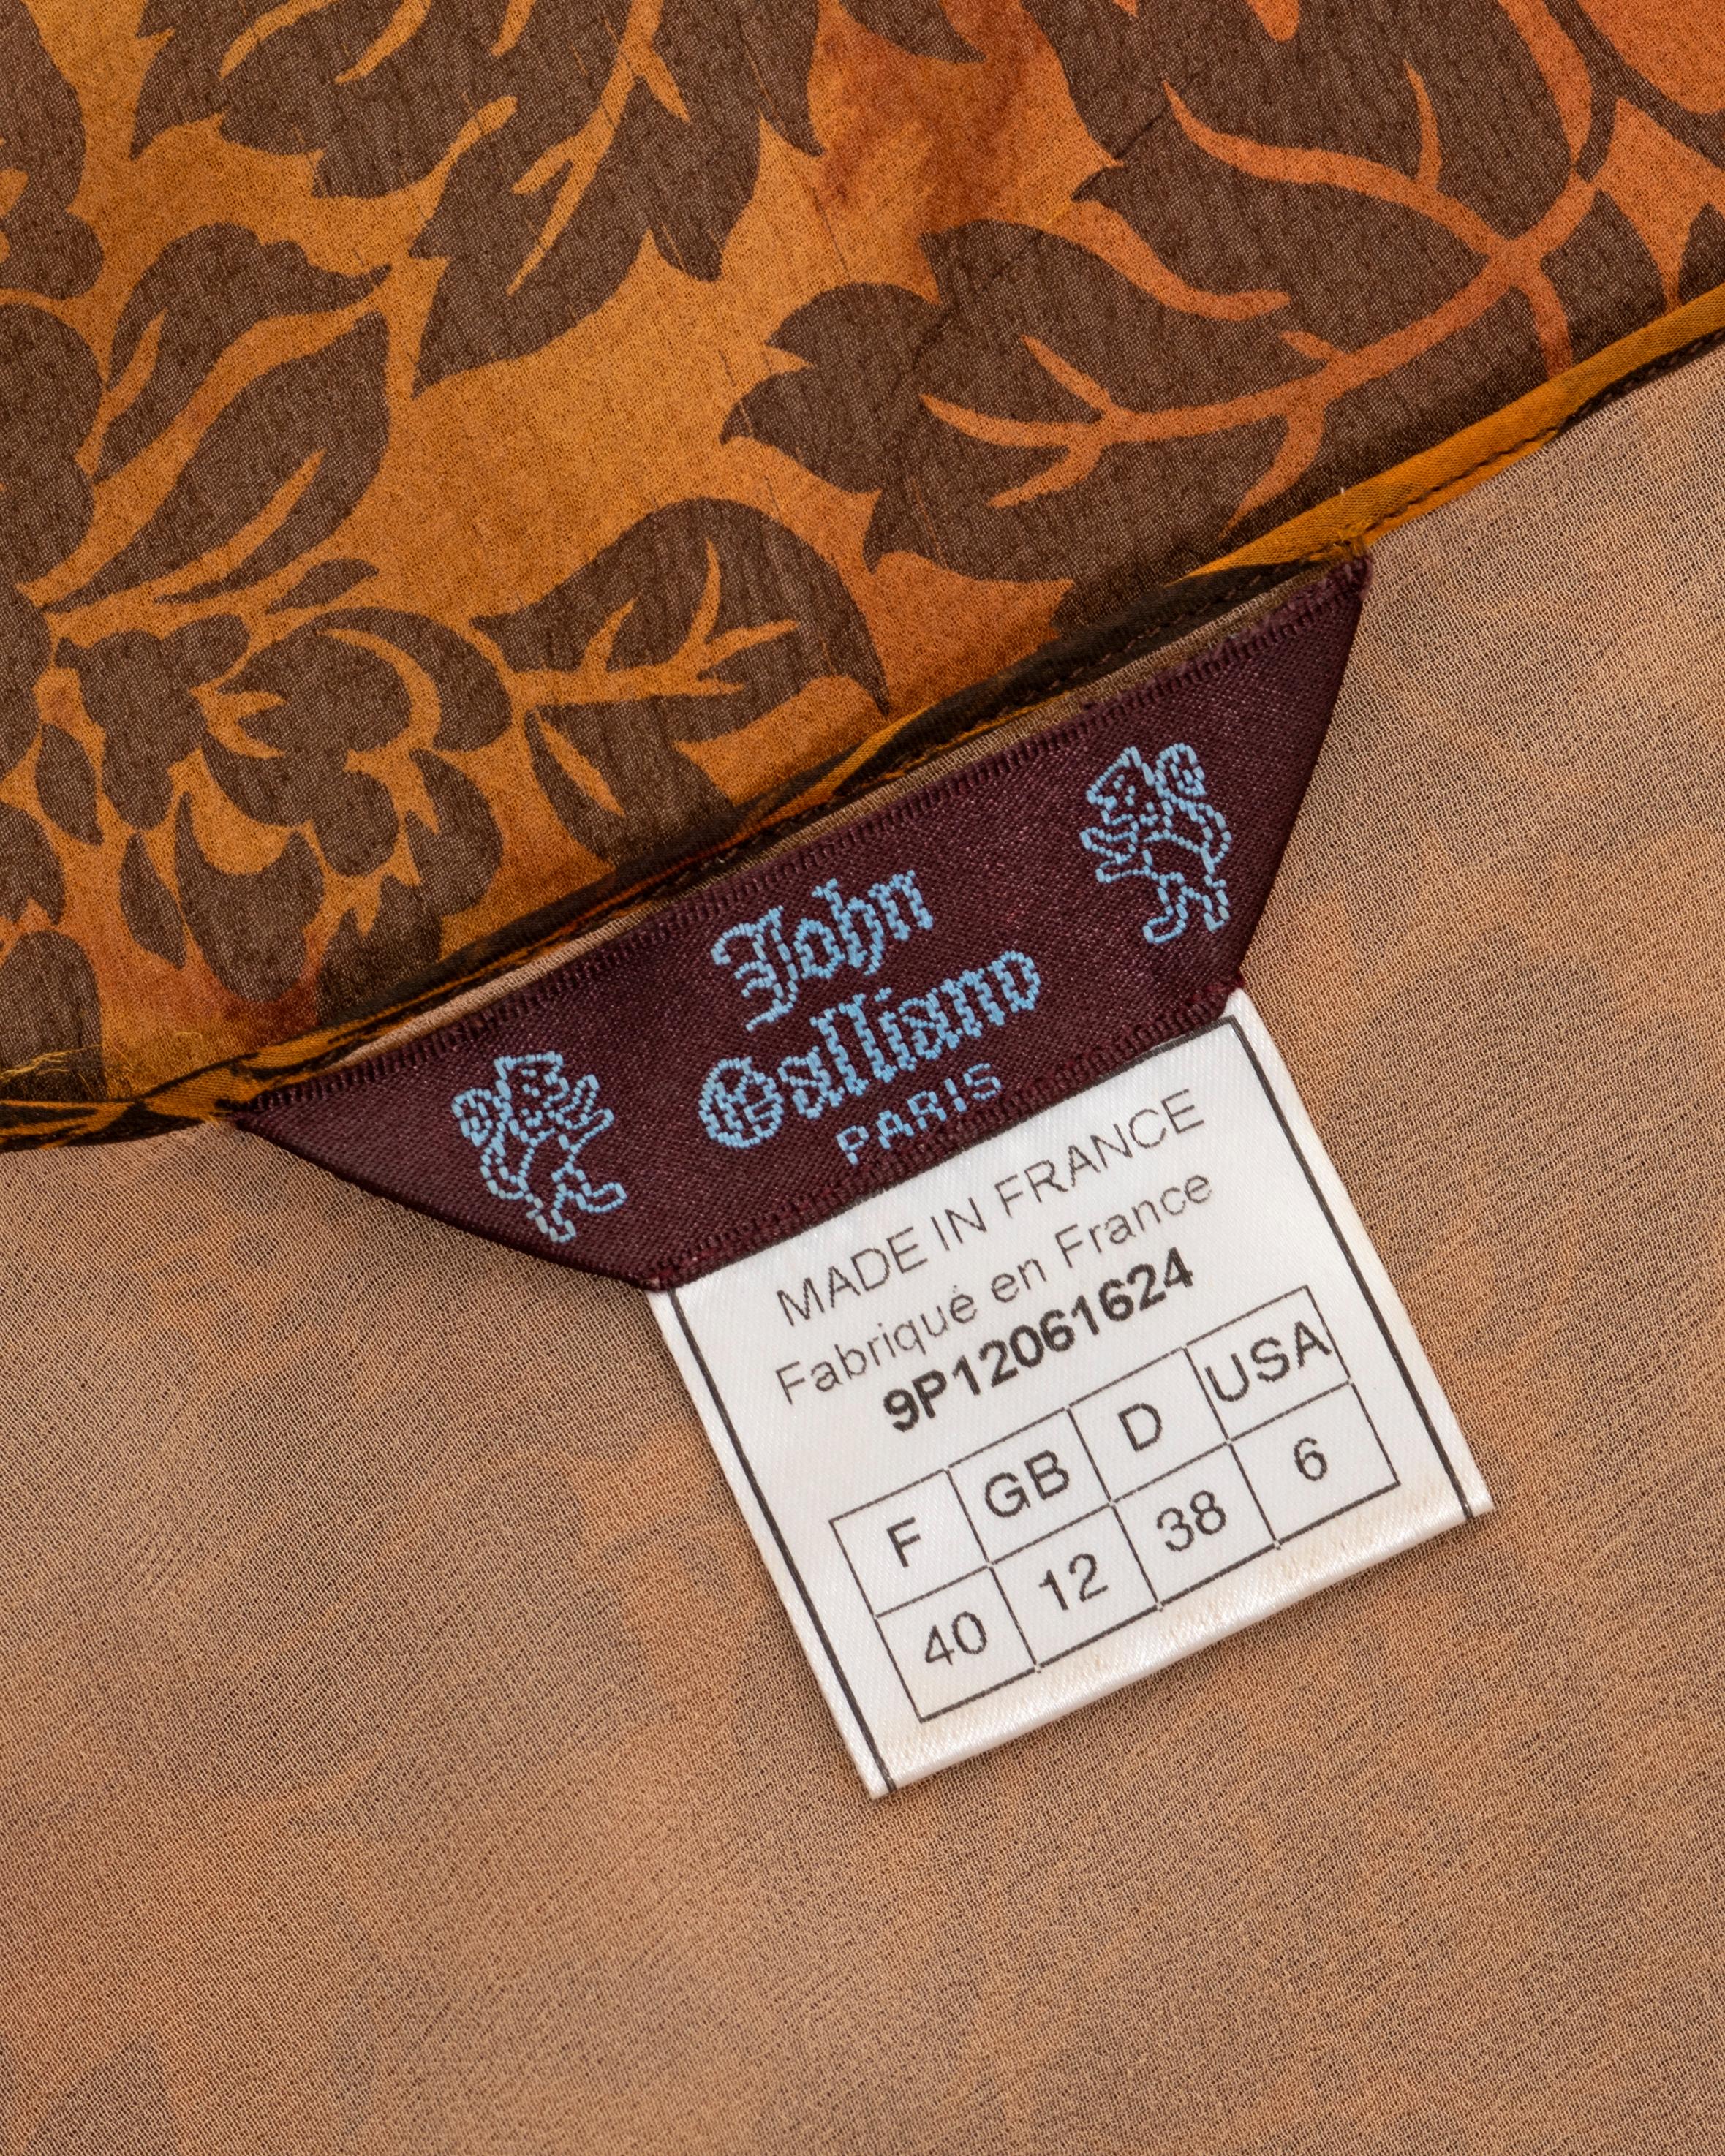 John
Galliano
PARIS
MADE IN FRANCE
Fabriqué en France
9P12061624
F GB D USA
40 12 38 6